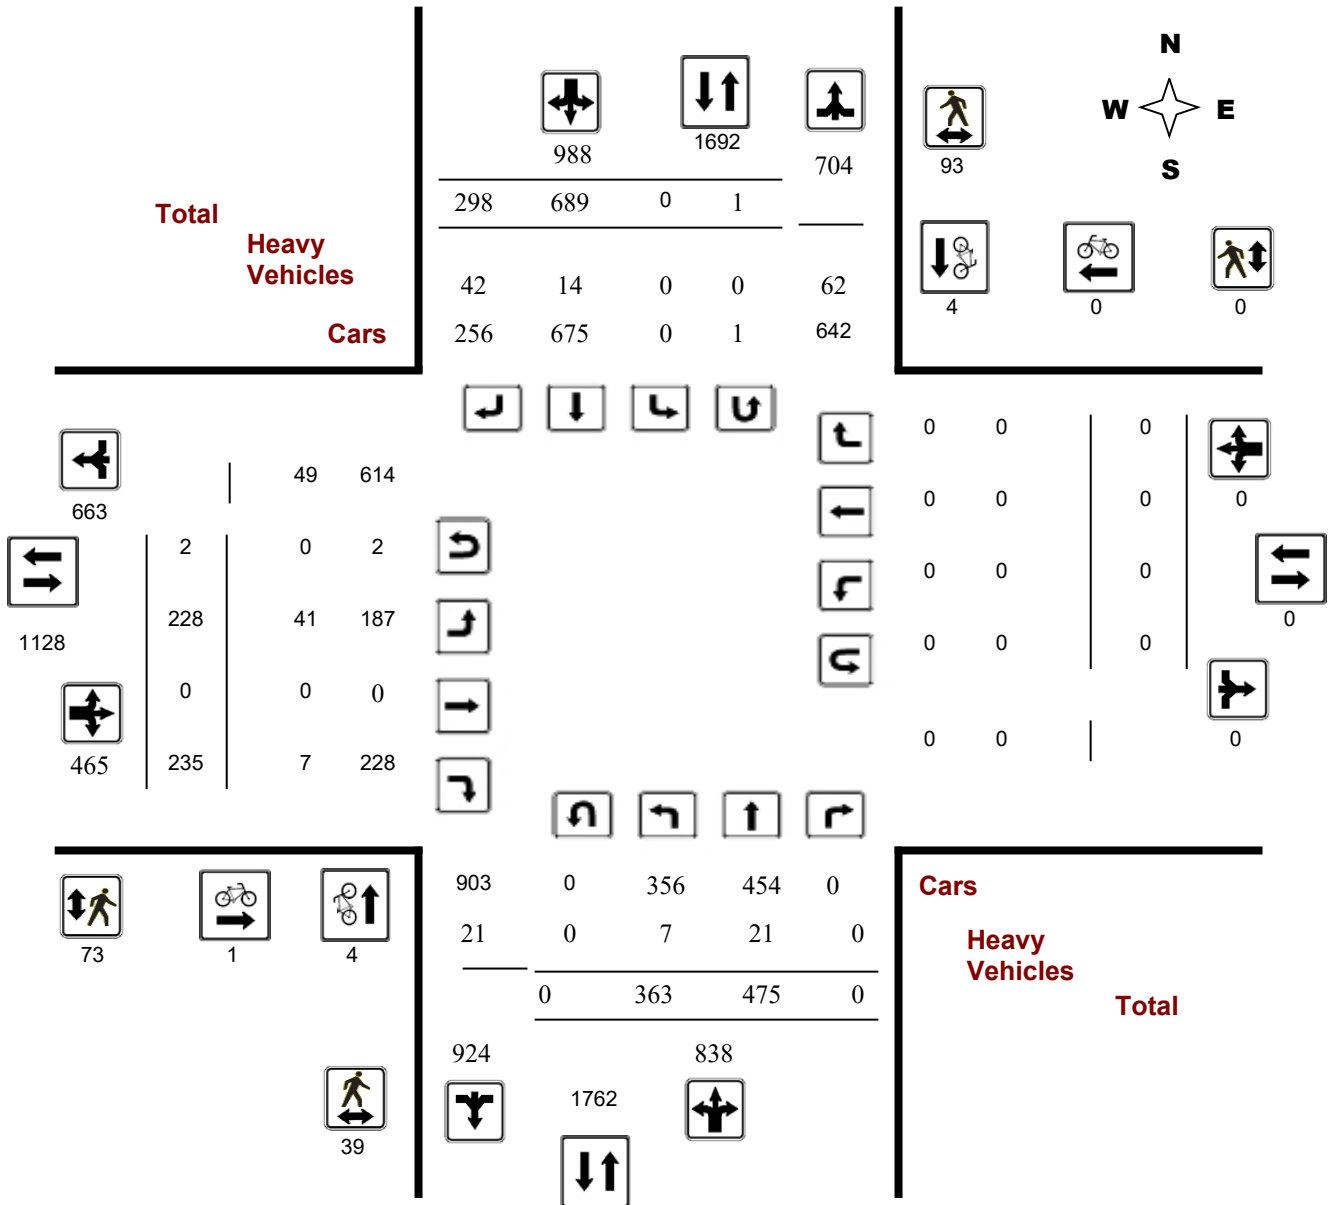 N
W E
S
988 1692 704 93
298 689 0 1
Total
Heavy
Vehicles
42 14 0 0 62
4 0 0
Cars 256 675 0 1 642
0 0 0
49 614
663
0 0 0 0
2 0 2
0 0 0
228 41 187
0
1128
0 0 0
0 0 0
465 235 7 228
0 0 0
903 0 356 454 0 Cars
21 0 7 21 0 Heavy
Vehicles
73 1 4
0 363 475 0 Total
924 838
1762
39